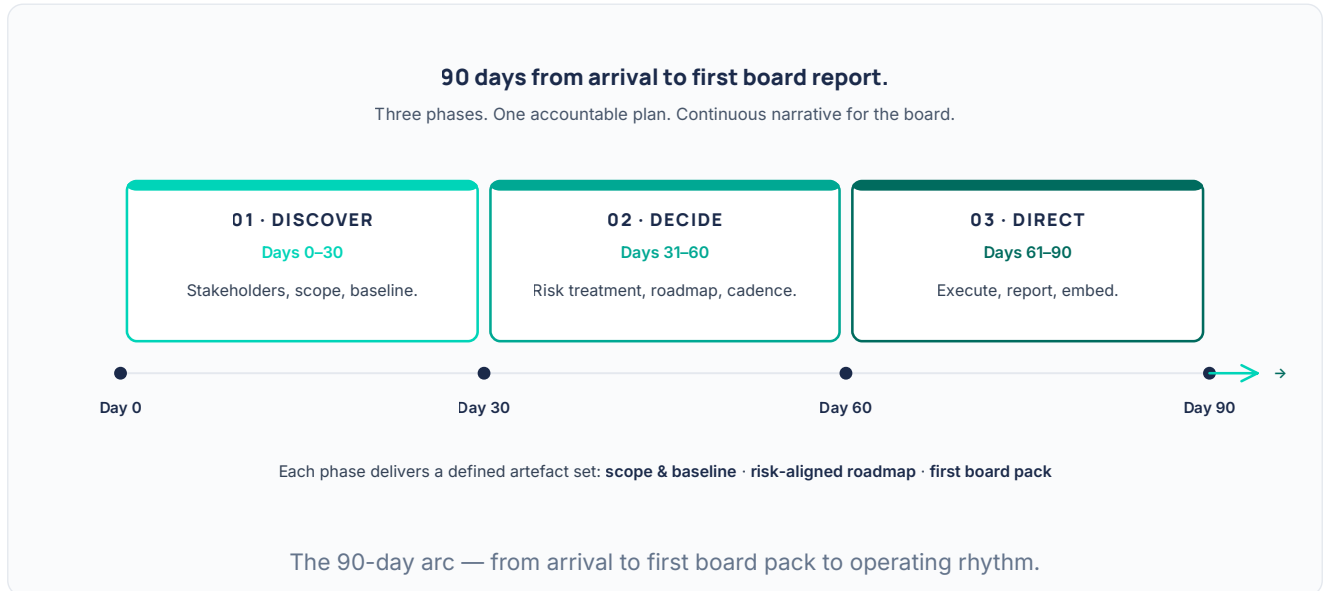 90 days from arrival to first board report.
Three phases. One accountable plan. Continuous narrative for the board.
01 · DISCOVER
Days 0–30
Stakeholders, scope, baseline.
02 · DECIDE
Days 31–60
Risk treatment, roadmap, cadence.
03 · DIRECT
Days 61–90
Execute, report, embed.
Day 0
Day 30
Day 60
Day 90
→
Each phase delivers a defined artefact set: scope & baseline · risk-aligned roadmap · first board pack
The 90-day arc — from arrival to first board pack to operating rhythm.